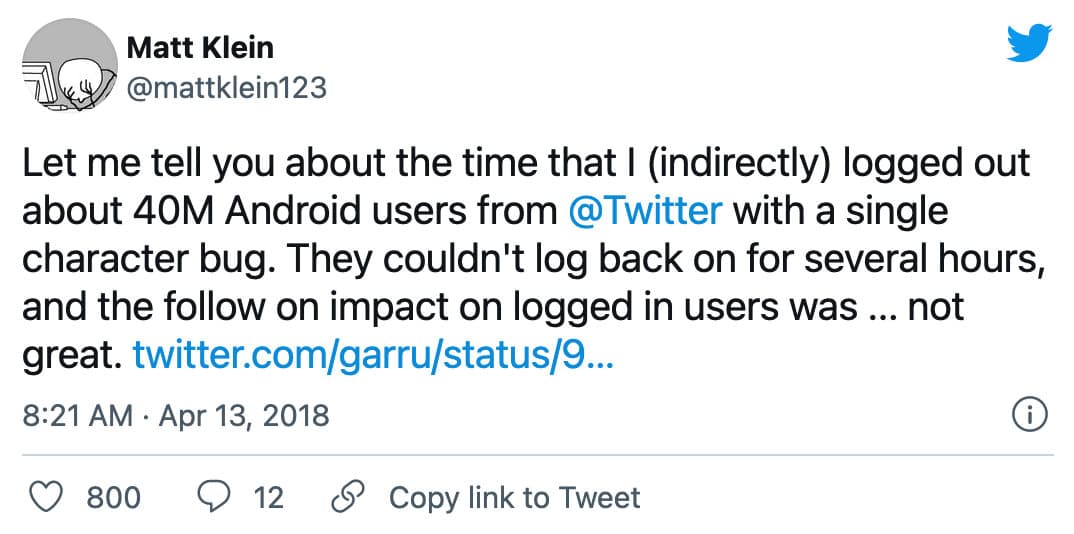 Matt Klein
@mattklein123
Let me tell you about the time that I (indirectly) logged out
about 40M Android users from @Twitter with a single
character bug. They couldn't log back on for several hours,
and the follow on impact on logged in users was ... not
great. twitter.com/garru/status/9...
8:21 AM · Apr 13, 2018
800 12 Copy link to Tweet